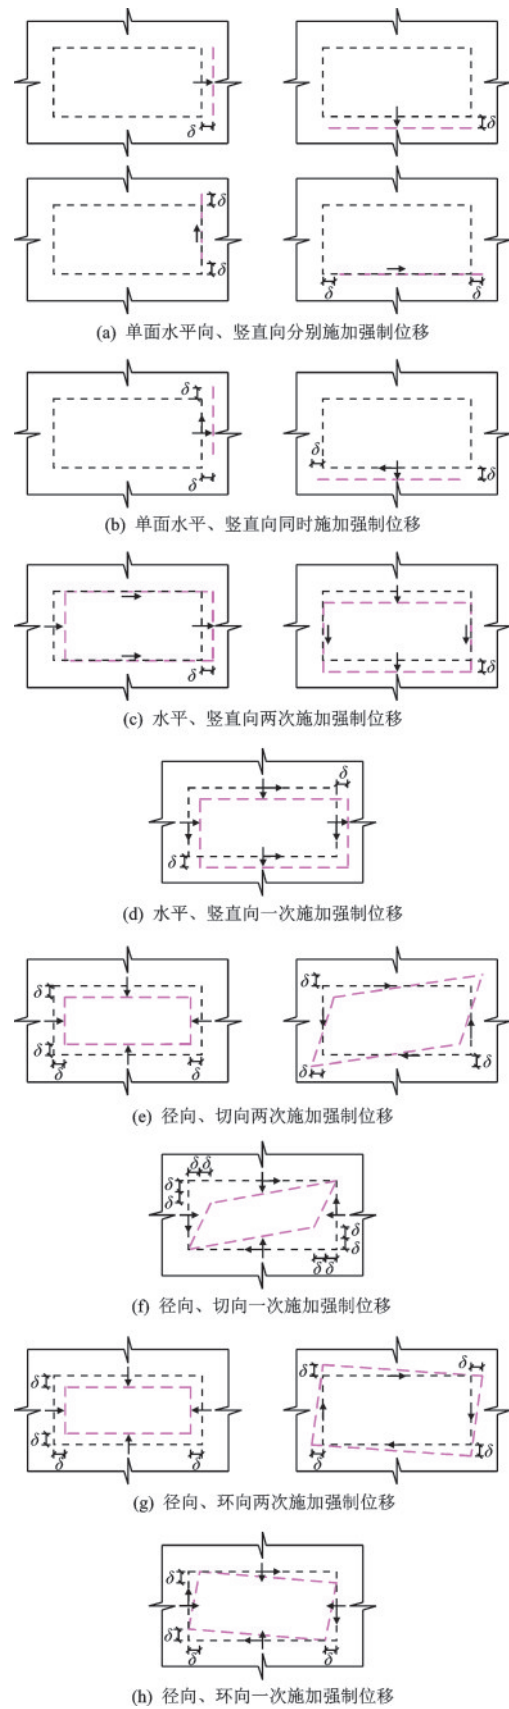 δ
δ
δ
δ
δ
δ
(a) 单面水平向、竖直向分别施加强制位移
δ
δ
δ
δ
(b) 单面水平、竖直向同时施加强制位移
δ
δ
(c) 水平、竖直向两次施加强制位移
δ
δ
(d) 水平、竖直向一次施加强制位移
δ
δ
δ
δ
δ
δ
δ
(e) 径向、切向两次施加强制位移
δ δ
δ
δ
δ
δ
δ δ
(f) 径向、切向一次施加强制位移
δ
δ
δ
δ
δ
δ
δ
δ
(g) 径向、环向两次施加强制位移
δ
δ
δ
δ
(h) 径向、环向一次施加强制位移